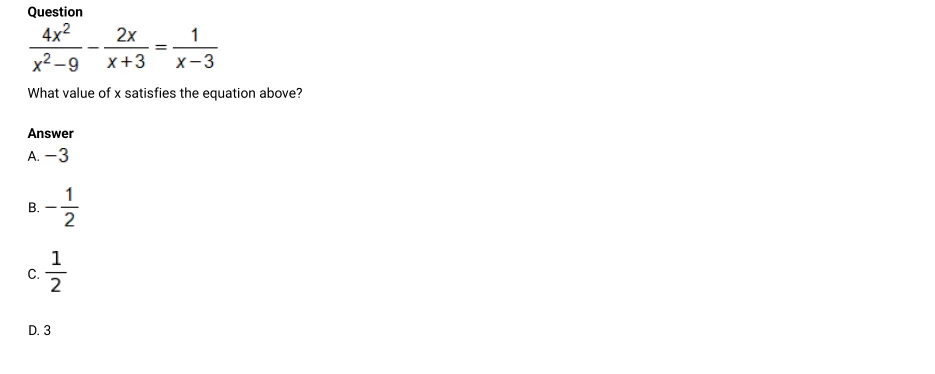 Question
4x²/(x²−9) − 2x/(x+3) = 1/(x−3)
What value of x satisfies the equation above?
Answer
A. −3
B. −1/2
C. 1/2
D. 3